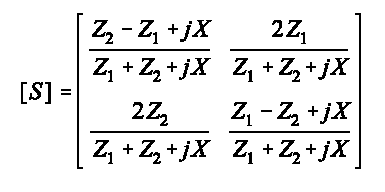 [S] = [ (Z₂ − Z₁ + jX)/(Z₁ + Z₂ + jX)   2Z₁/(Z₁ + Z₂ + jX)
2Z₂/(Z₁ + Z₂ + jX)   (Z₁ − Z₂ + jX)/(Z₁ + Z₂ + jX) ]